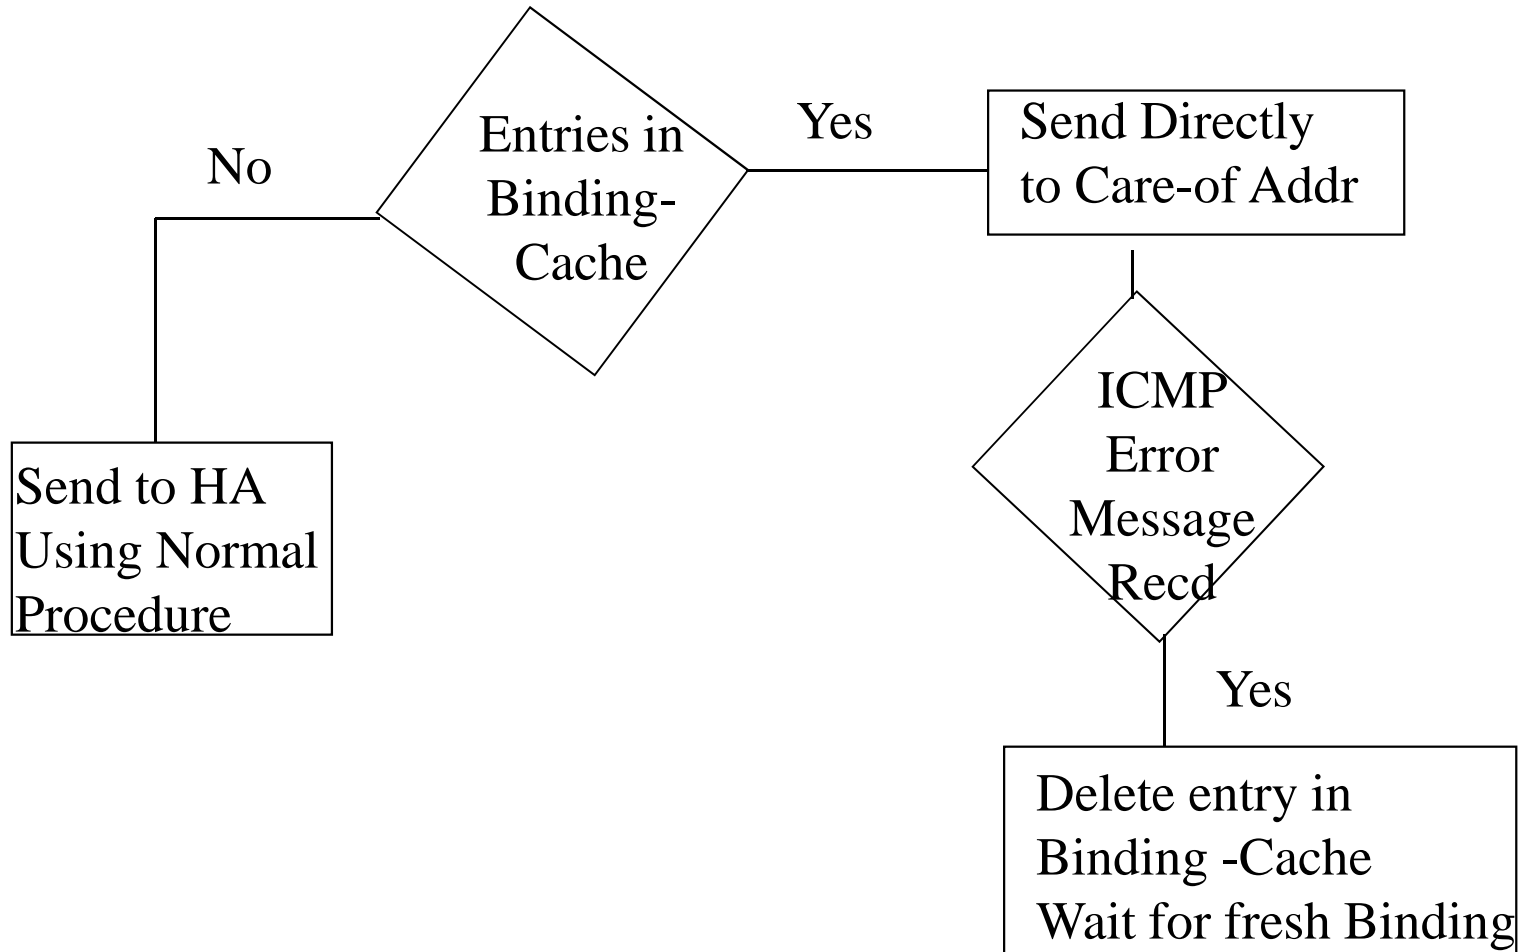 Entries in
Binding-
Cache
Yes
Send Directly
to Care-of Addr
No
ICMP
Error
Message
Recd
Send to HA
Using Normal
Procedure
Yes
Delete entry in
Binding -Cache
Wait for fresh Binding